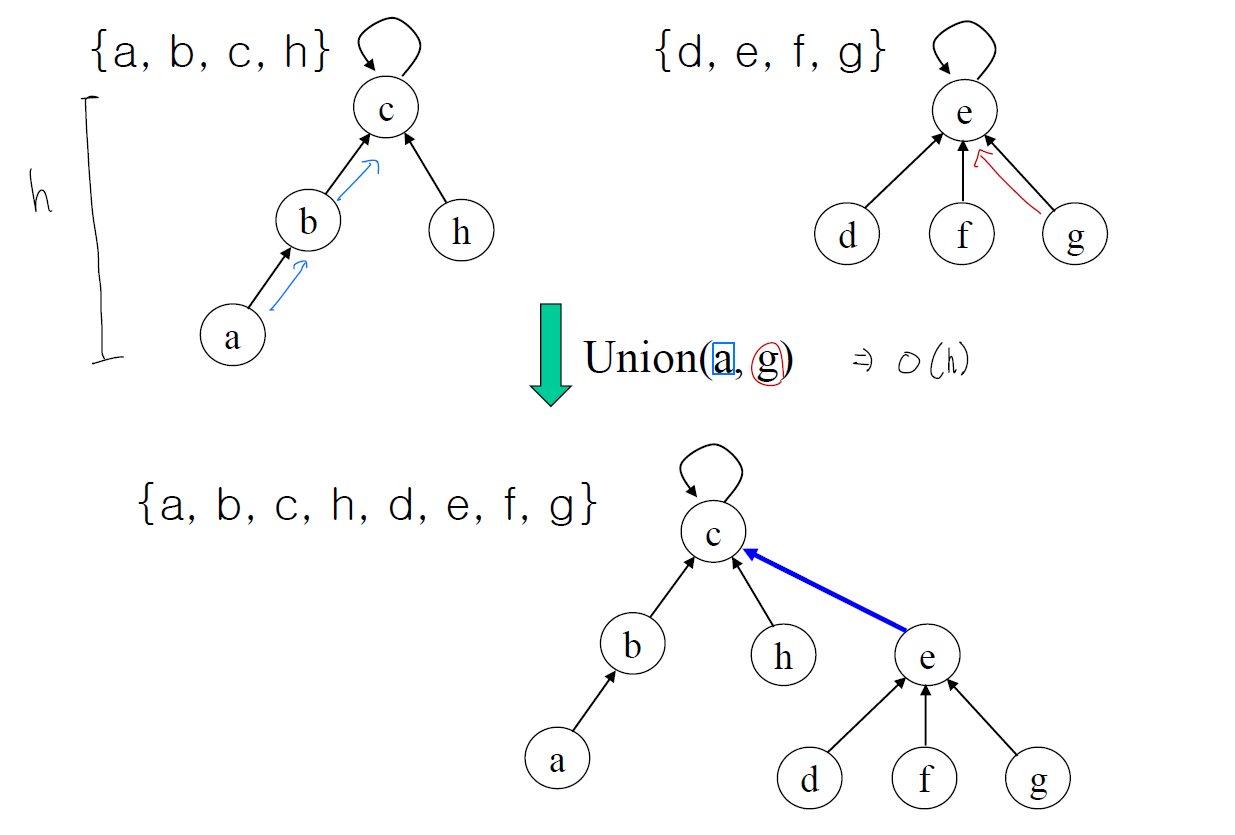 {a, b, c, h}
{d, e, f, g}
c
e
h
b
h
d
f
g
a
Union(a, g) ⇒ O(h)
{a, b, c, h, d, e, f, g}
c
b
h
e
a
d
f
g